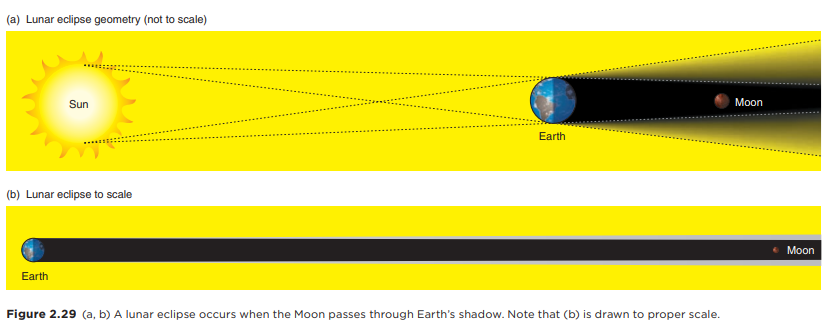 (a) Lunar eclipse geometry (not to scale)
Sun
Moon
Earth
(b) Lunar eclipse to scale
Moon
Earth
Figure 2.29 (a, b) A lunar eclipse occurs when the Moon passes through Earth's shadow. Note that (b) is drawn to proper scale.